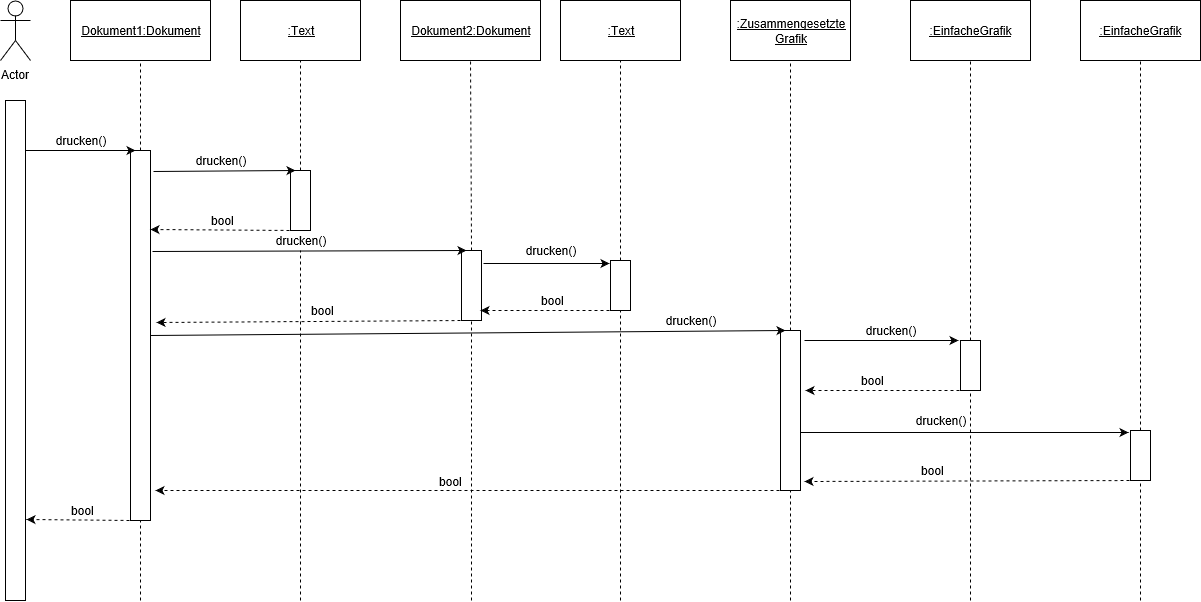 Actor
Dokument1:Dokument
:Text
Dokument2:Dokument
:Text
:Zusammengesetzte
Grafik
:EinfacheGrafik
:EinfacheGrafik
drucken()
drucken()
bool
drucken()
drucken()
bool
bool
drucken()
drucken()
bool
drucken()
bool
bool
bool